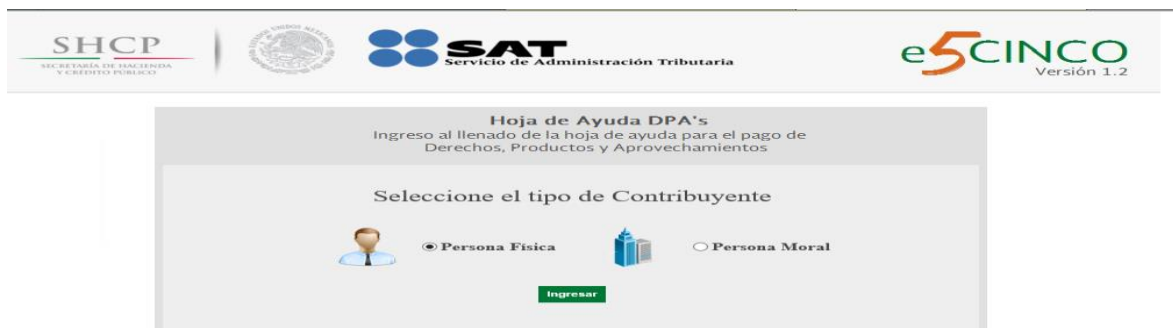 SHCP
SECRETARÍA DE HACIENDA
Y CRÉDITO PÚBLICO
SAT
Servicio de Administración Tributaria
e5CINCO
Versión 1.2
Hoja de Ayuda DPA's
Ingreso al llenado de la hoja de ayuda para el pago de
Derechos, Productos y Aprovechamientos
Seleccione el tipo de Contribuyente
Persona Física
Persona Moral
Ingresar